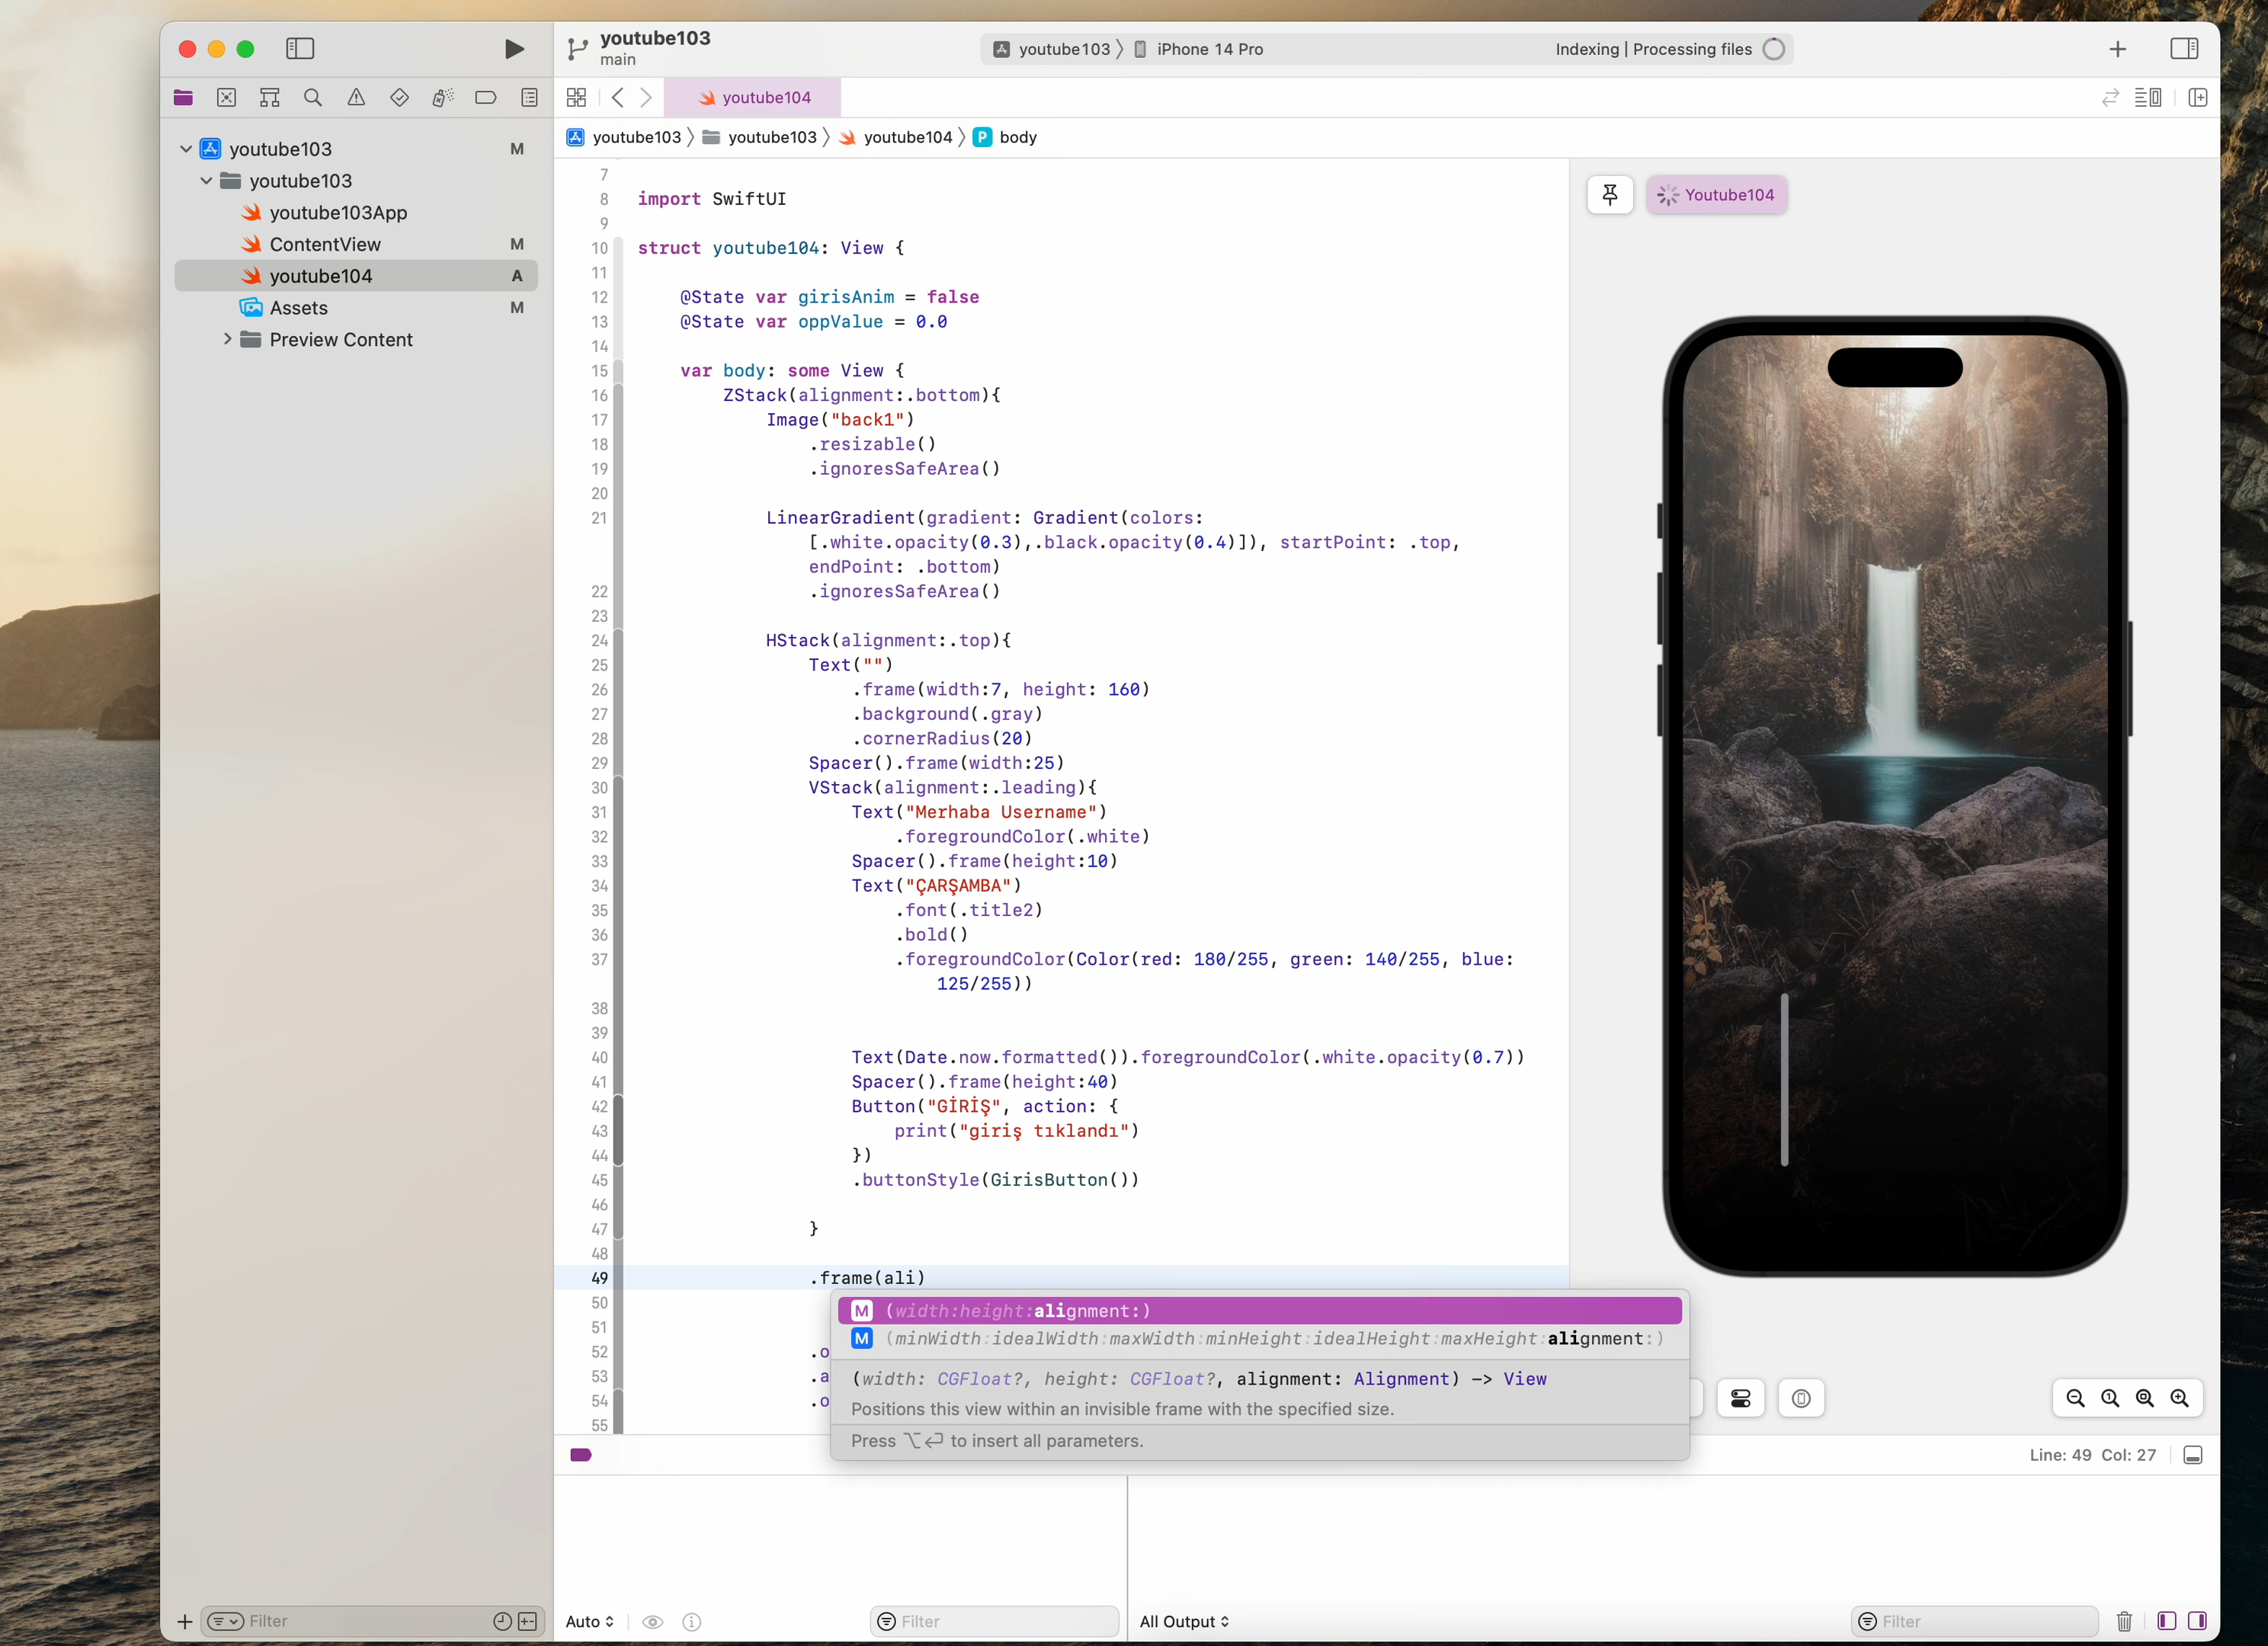 youtube103
main
youtube103 〉 iPhone 14 Pro
Indexing | Processing files
youtube104
youtube103 〉 youtube103 〉 youtube104 〉 P body
youtube103 M
youtube103
youtube103App
ContentView M
youtube104 A
Assets M
Preview Content
7
8 import SwiftUI
9
10 struct youtube104: View {
11
12 @State var girisAnim = false
13 @State var oppValue = 0.0
14
15 var body: some View {
16 ZStack(alignment:.bottom){
17 Image("back1")
18 .resizable()
19 .ignoresSafeArea()
20
21 LinearGradient(gradient: Gradient(colors:
[.white.opacity(0.3),.black.opacity(0.4)]), startPoint: .top,
endPoint: .bottom)
22 .ignoresSafeArea()
23
24 HStack(alignment:.top){
25 Text("")
26 .frame(width:7, height: 160)
27 .background(.gray)
28 .cornerRadius(20)
29 Spacer().frame(width:25)
30 VStack(alignment:.leading){
31 Text("Merhaba Username")
32 .foregroundColor(.white)
33 Spacer().frame(height:10)
34 Text("ÇARŞAMBA")
35 .font(.title2)
36 .bold()
37 .foregroundColor(Color(red: 180/255, green: 140/255, blue:
125/255))
38
39
40 Text(Date.now.formatted()).foregroundColor(.white.opacity(0.7))
41 Spacer().frame(height:40)
42 Button("GİRİŞ", action: {
43 print("giriş tıklandı")
44 })
45 .buttonStyle(GirisButton())
46
47 }
48
49 .frame(ali)
50
51
52 .o
53 .a
54 .o
55
M (width:height:alignment:)
M (minWidth:idealWidth:maxWidth:minHeight:idealHeight:maxHeight:alignment:)
(width: CGFloat?, height: CGFloat?, alignment: Alignment) -> View
Positions this view within an invisible frame with the specified size.
Press ⌥↩ to insert all parameters.
Youtube104
Line: 49 Col: 27
Filter
Auto
Filter
All Output
Filter